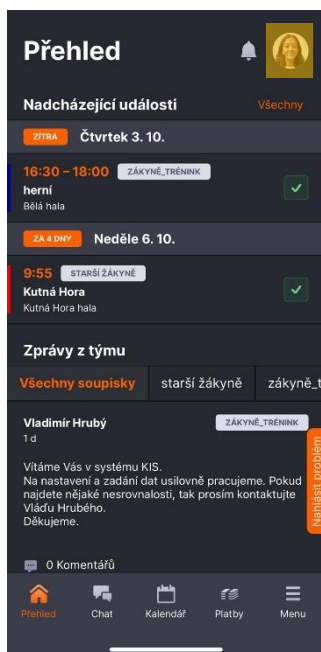 Přehled
Nadcházející události
Všechny
ZÍTRA Čtvrtek 3. 10.
16:30 – 18:00 ZÁKYNĚ_TRÉNINK
herní
Bělá hala
ZA 4 DNY Neděle 6. 10.
9:55 STARŠÍ ŽÁKYNĚ
Kutná Hora
Kutná Hora hala
Zprávy z týmu
Všechny soupisky starší žákyně zákyně_t
Vladimír Hrubý ZÁKYNĚ_TRÉNINK
1 d
Vítáme Vás v systému KIS.
Na nastavení a zadání dat usilovně pracujeme. Pokud
najdete nějaké nesrovnalosti, tak prosím kontaktujte
Vláďu Hrubého.
Děkujeme.
Nahlásit problém
0 Komentářů
Přehled Chat Kalendář Platby Menu